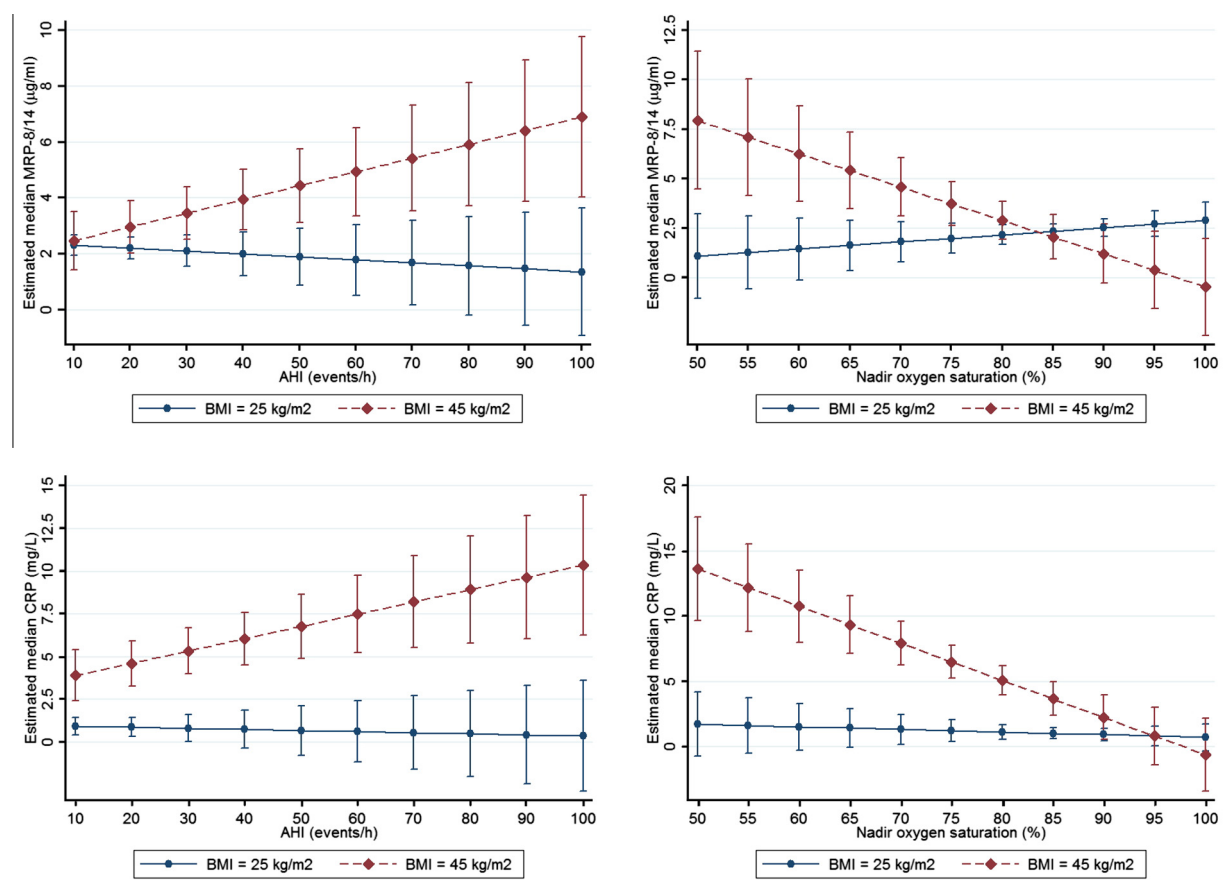 Estimated median MRP-8/14 (µg/ml)
10
8
6
4
2
0
10 20 30 40 50 60 70 80 90 100
AHI (events/h)
BMI = 25 kg/m2 BMI = 45 kg/m2
Estimated median MRP-8/14 (µg/ml)
12.5
10
7.5
5
2.5
0
50 55 60 65 70 75 80 85 90 95 100
Nadir oxygen saturation (%)
BMI = 25 kg/m2 BMI = 45 kg/m2
Estimated median CRP (mg/L)
15
12.5
10
7.5
5
2.5
0
10 20 30 40 50 60 70 80 90 100
AHI (events/h)
BMI = 25 kg/m2 BMI = 45 kg/m2
Estimated median CRP (mg/L)
20
15
10
5
0
50 55 60 65 70 75 80 85 90 95 100
Nadir oxygen saturation (%)
BMI = 25 kg/m2 BMI = 45 kg/m2